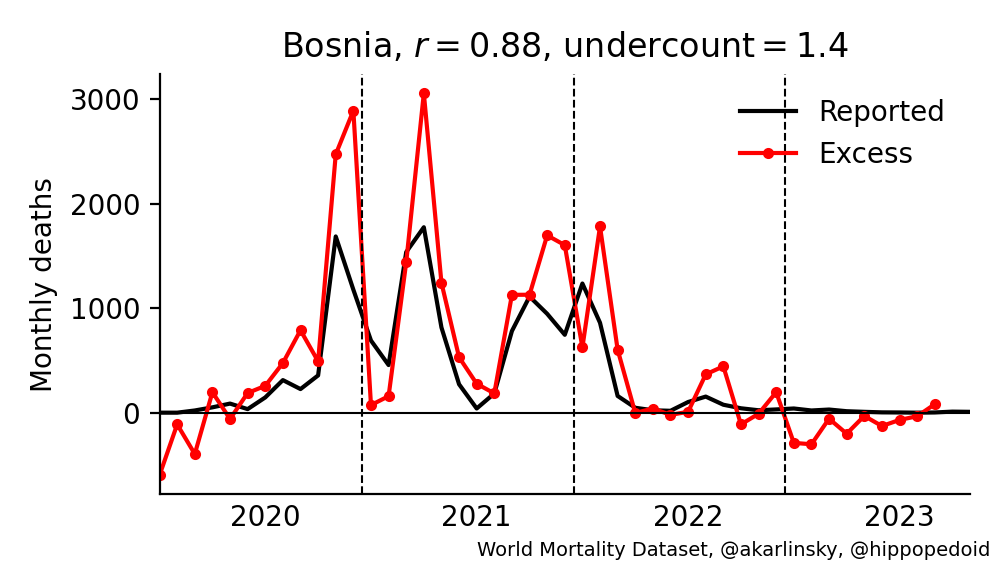 Bosnia, r = 0.88, undercount = 1.4
3000
2000
1000
0
Monthly deaths
Reported
Excess
2020 2021 2022 2023
World Mortality Dataset, @akarlinsky, @hippopedoid